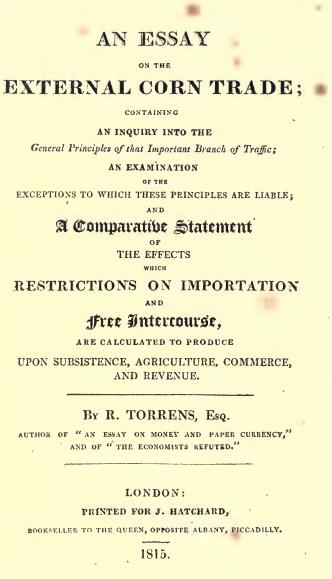 AN ESSAY
ON THE
EXTERNAL CORN TRADE;
CONTAINING
AN INQUIRY INTO THE
General Principles of that Important Branch of Traffic;
AN EXAMINATION
OF THE
EXCEPTIONS TO WHICH THESE PRINCIPLES ARE LIABLE;
AND
A Comparative Statement
OF
THE EFFECTS
WHICH
RESTRICTIONS ON IMPORTATION
AND
Free Intercourse,
ARE CALCULATED TO PRODUCE
UPON SUBSISTENCE, AGRICULTURE, COMMERCE,
AND REVENUE.
BY R. TORRENS, ESQ.
AUTHOR OF "AN ESSAY ON MONEY AND PAPER CURRENCY,"
AND OF "THE ECONOMISTS REFUTED."
LONDON:
PRINTED FOR J. HATCHARD,
BOOKSELLER TO THE QUEEN, OPPOSITE ALBANY, PICCADILLY.
1815.